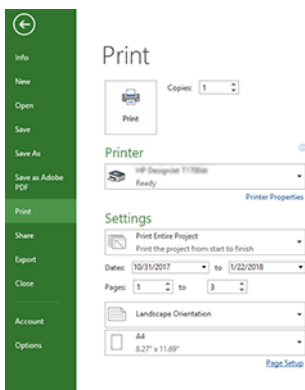 Info
New
Open
Save
Save As
Save as Adobe
PDF
Print
Share
Export
Close
Account
Options
Print
Copies: 1
Print
Printer
HP DesignJet
Ready
Printer Properties
Settings
Print Entire Project
Print the project from start to finish
Dates: 10/31/2017 to 1/22/2018
Pages: 1 to 3
Landscape Orientation
A4
8.27" x 11.69"
Page Setup